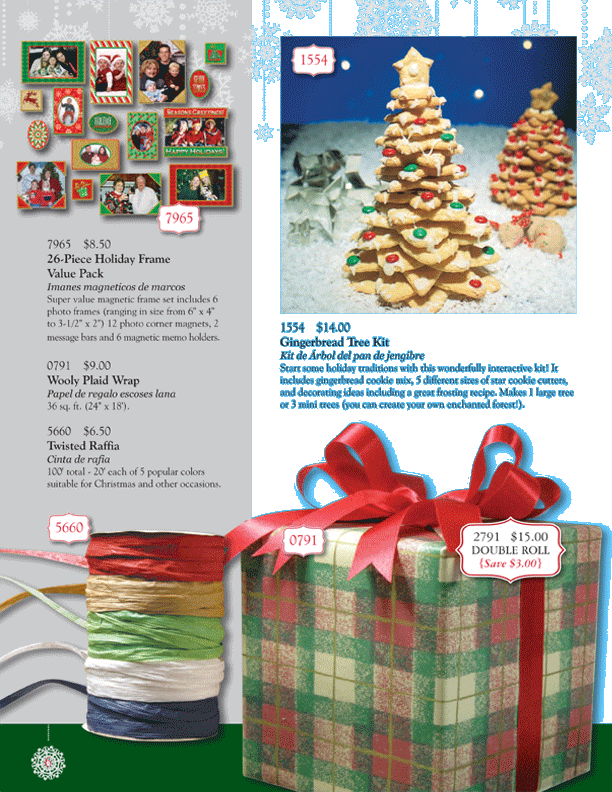 7965
7965 $8.50
26-Piece Holiday Frame
Value Pack
Imanes magneticos de marcos
Super value magnetic frame set includes 6
photo frames (ranging in size from 6" x 4"
to 3-1/2" x 2") 12 photo corner magnets, 2
message bars and 6 magnetic memo holders.
0791 $9.00
Wooly Plaid Wrap
Papel de regalo escoses lana
36 sq. ft. (24" x 18').
5660 $6.50
Twisted Raffia
Cinta de rafia
100' total - 20' each of 5 popular colors
suitable for Christmas and other occasions.
1554
1554 $14.00
Gingerbread Tree Kit
Kit de Árbol del pan de jengibre
Start some holiday traditions with this wonderfully interactive kit! It
includes gingerbread cookie mix, 5 different sizes of star cookie cutters,
and decorating ideas including a great frosting recipe. Makes 1 large tree
or 3 mini trees (you can create your own enchanted forest!).
5660
0791
2791 $15.00
DOUBLE ROLL
{Save $3.00}
SEASONS GREETINGS!
HAPPY HOLIDAYS!